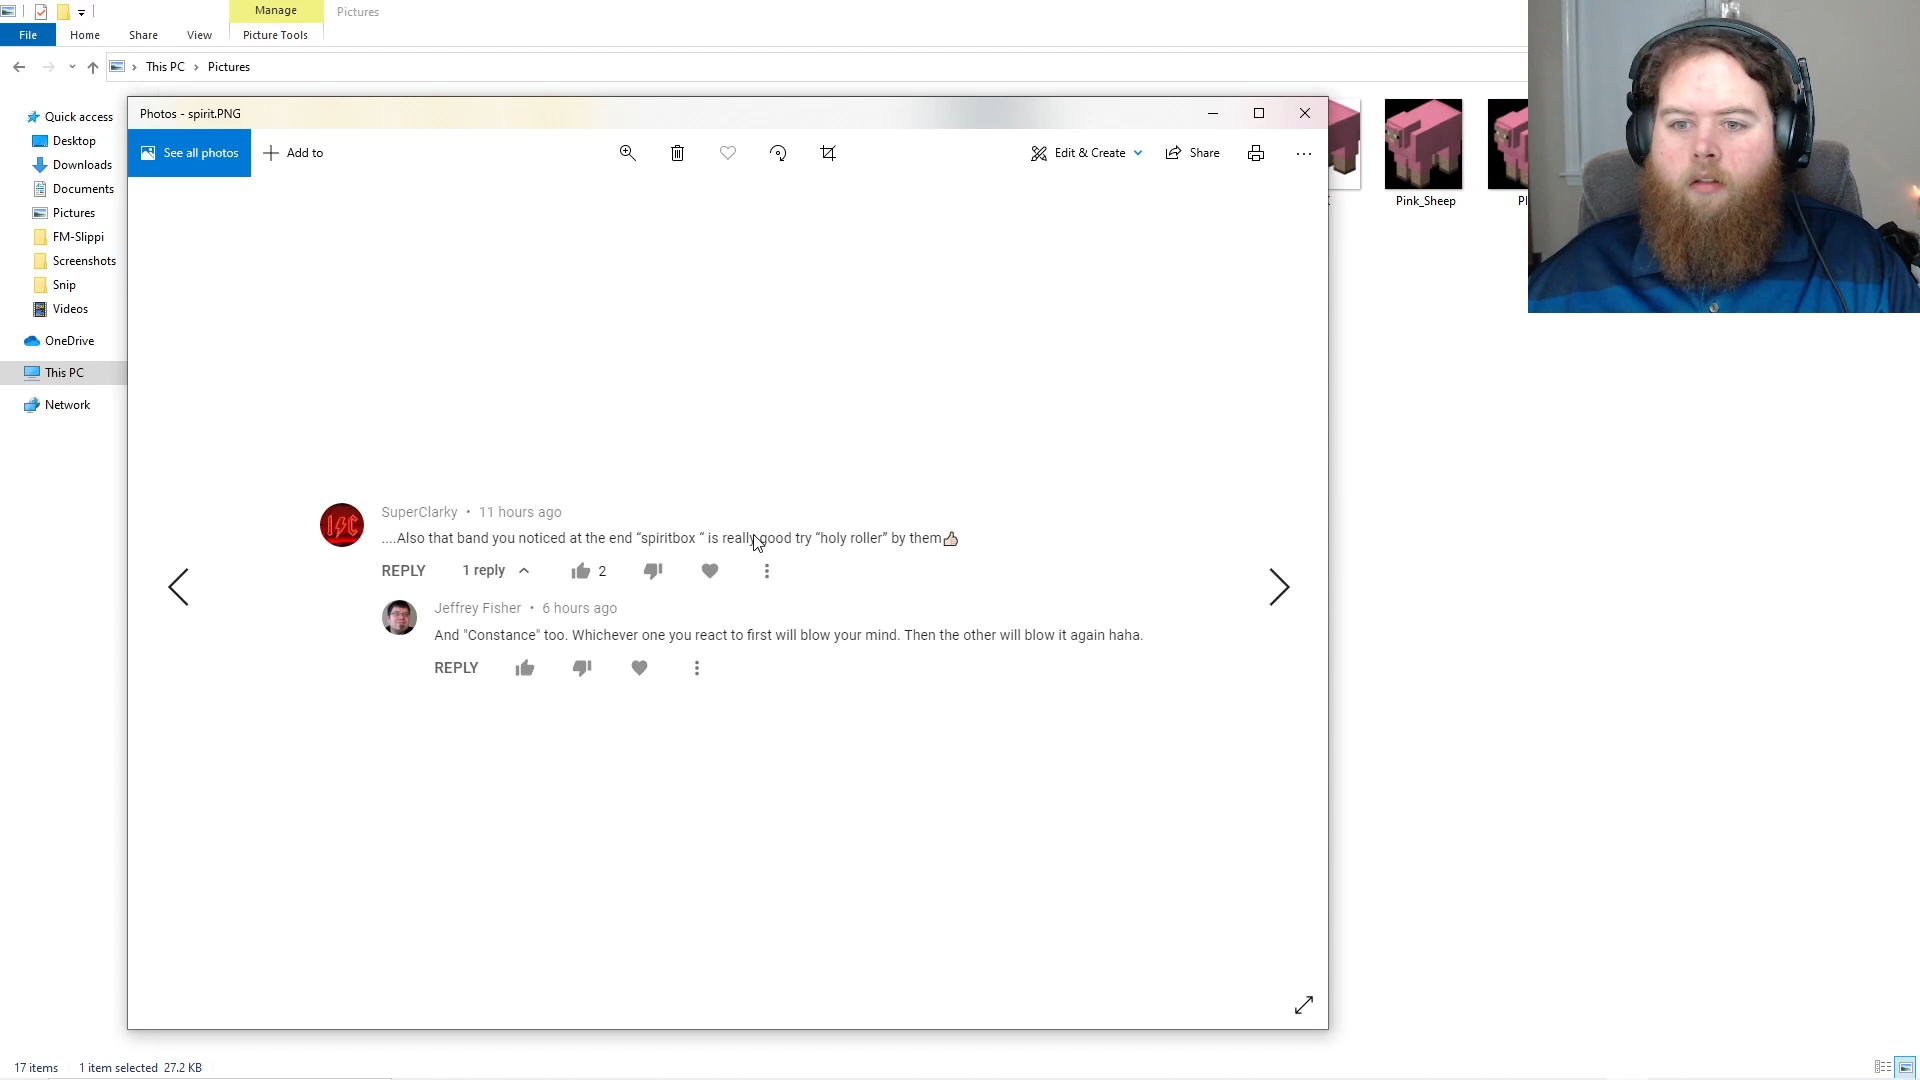 Manage
Pictures
File
Home
Share
View
Picture Tools
This PC
Pictures
Photos - spirit.PNG
See all photos
Add to
Edit & Create
Share
Quick access
Desktop
Downloads
Documents
Pictures
FM-Slippi
Screenshots
Snip
Videos
OneDrive
This PC
Network
Pink_Sheep
SuperClarky • 11 hours ago
....Also that band you noticed at the end “spiritbox “ is really good try “holy roller” by them👍🏻
REPLY 1 reply 2
Jeffrey Fisher • 6 hours ago
And "Constance" too. Whichever one you react to first will blow your mind. Then the other will blow it again haha.
REPLY
17 items 1 item selected 27.2 KB